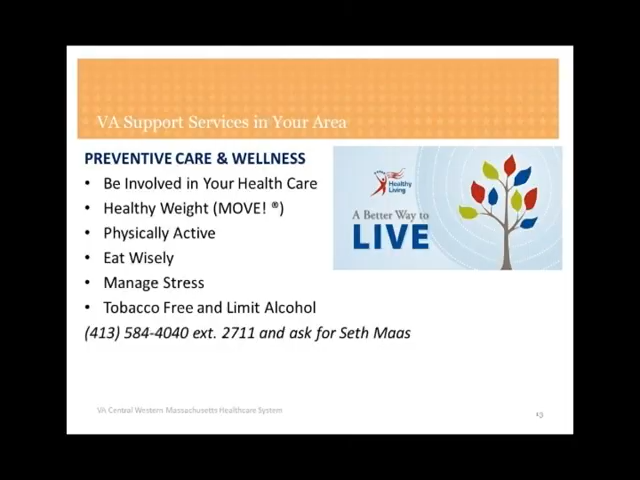 VA Support Services in Your Area
PREVENTIVE CARE & WELLNESS
• Be Involved in Your Health Care
• Healthy Weight (MOVE! ®)
• Physically Active
• Eat Wisely
• Manage Stress
• Tobacco Free and Limit Alcohol
(413) 584-4040 ext. 2711 and ask for Seth Maas
Healthy
Living
A Better Way to
LIVE
VA Central Western Massachusetts Healthcare System